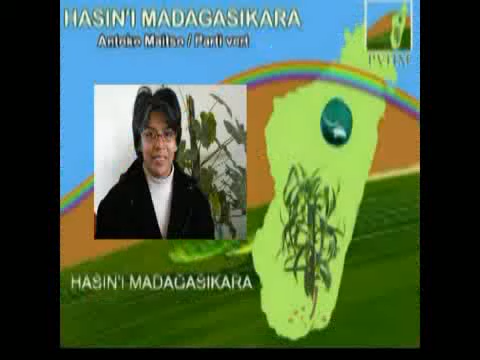 HASIN'I MADAGASIKARA
Antoko Maitso / Parti vert
PVHM
HASIN'I MADAGASIKARA